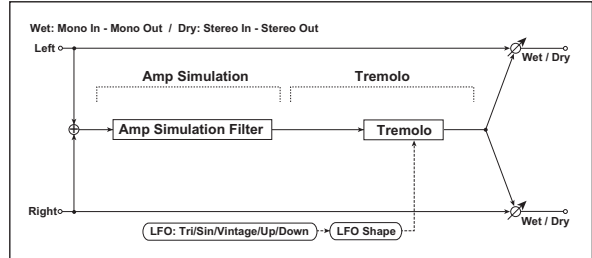 Wet: Mono In - Mono Out / Dry: Stereo In - Stereo Out
Left
Wet / Dry
Amp Simulation
Tremolo
Amp Simulation Filter
Tremolo
Right
Wet / Dry
LFO: Tri/Sin/Vintage/Up/Down
LFO Shape